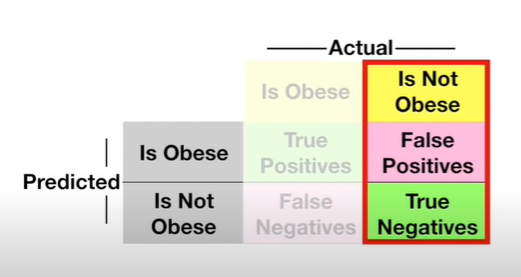 Actual
Is Obese
Is Not
Obese
Predicted
Is Obese
True
Positives
False
Positives
Is Not
Obese
False
Negatives
True
Negatives